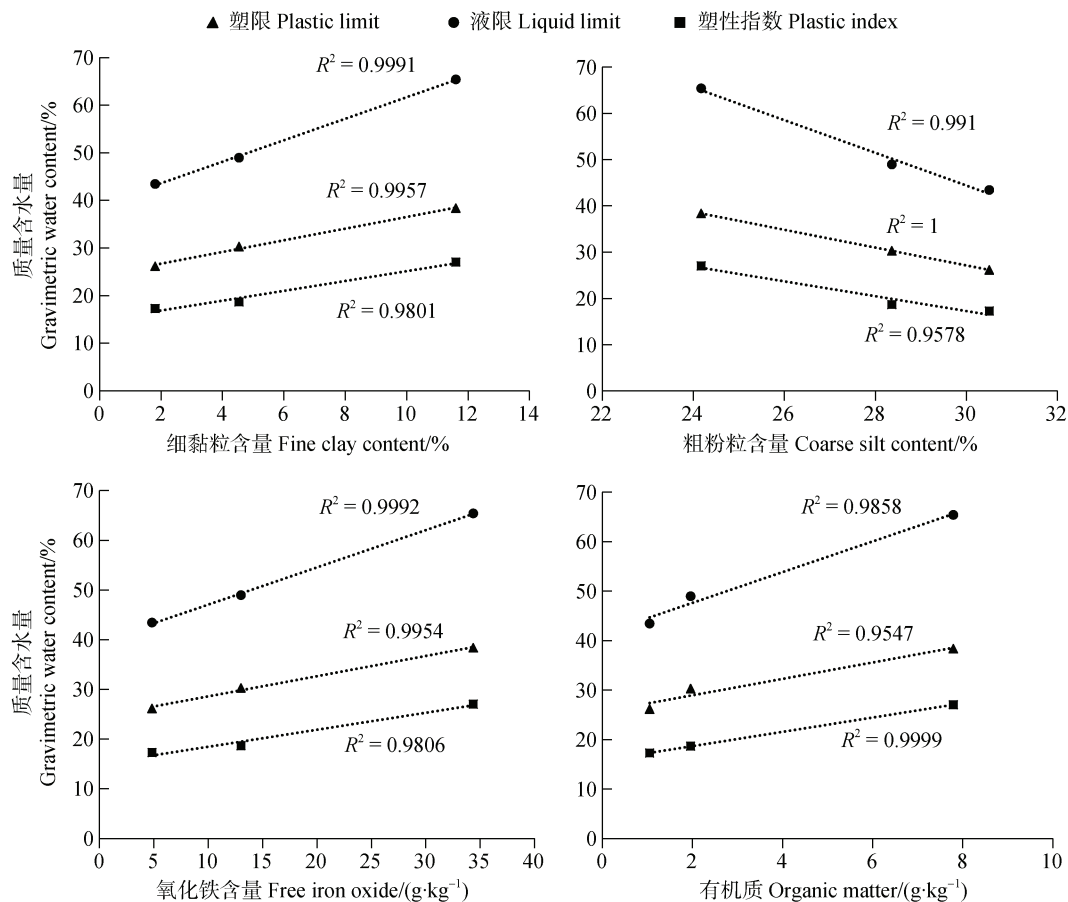 塑限 Plastic limit 液限 Liquid limit 塑性指数 Plastic index
质量含水量
Gravimetric water content/%
70
60
50
40
30
20
10
0
R² = 0.9991
R² = 0.9957
R² = 0.9801
0 2 4 6 8 10 12 14
细黏粒含量 Fine clay content/%
70
60
50
40
30
20
10
0
R² = 0.991
R² = 1
R² = 0.9578
22 24 26 28 30 32
粗粉粒含量 Coarse silt content/%
质量含水量
Gravimetric water content/%
70
60
50
40
30
20
10
0
R² = 0.9992
R² = 0.9954
R² = 0.9806
0 5 10 15 20 25 30 35 40
氧化铁含量 Free iron oxide/(g·kg⁻¹)
70
60
50
40
30
20
10
0
R² = 0.9858
R² = 0.9547
R² = 0.9999
0 2 4 6 8 10
有机质 Organic matter/(g·kg⁻¹)